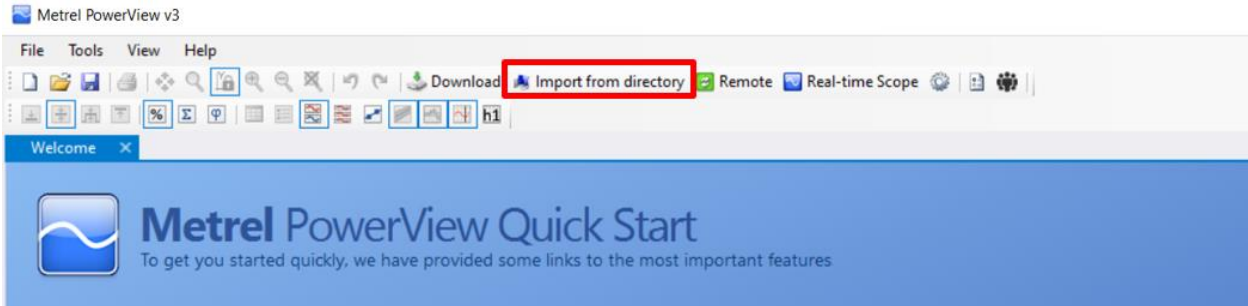 Metrel PowerView v3
File Tools View Help
Download Import from directory Remote Real-time Scope
% Σ φ h1
Welcome ×
Metrel PowerView Quick Start
To get you started quickly, we have provided some links to the most important features